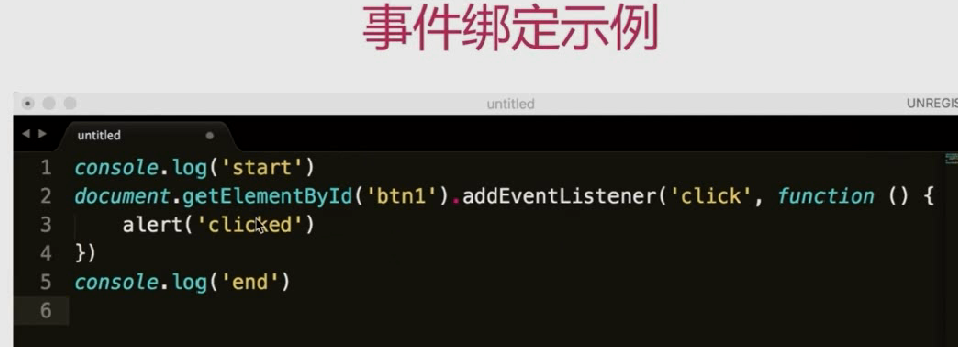 事件绑定示例
untitled
UNREGIS
untitled
1 console.log('start')
2 document.getElementById('btn1').addEventListener('click', function () {
3 alert('clicked')
4 })
5 console.log('end')
6